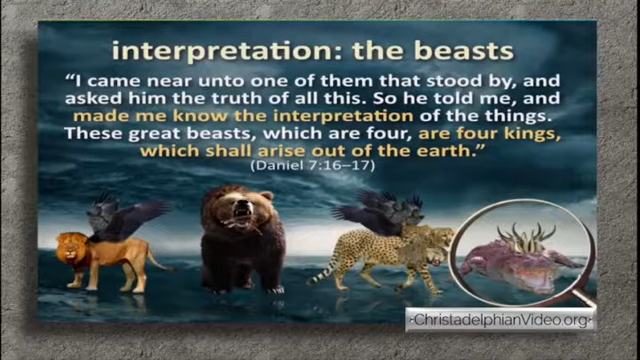 interpretation: the beasts
“I came near unto one of them that stood by, and
asked him the truth of all this. So he told me, and
made me know the interpretation of the things.
These great beasts, which are four, are four kings,
which shall arise out of the earth.”
(Daniel 7:16–17)
-ChristadelphianVideo.org-